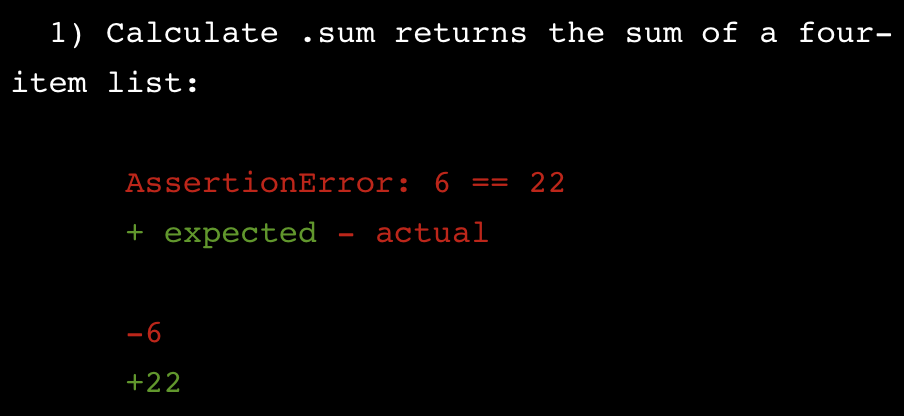 1) Calculate .sum returns the sum of a four-
item list:
AssertionError: 6 == 22
+ expected - actual
-6
+22